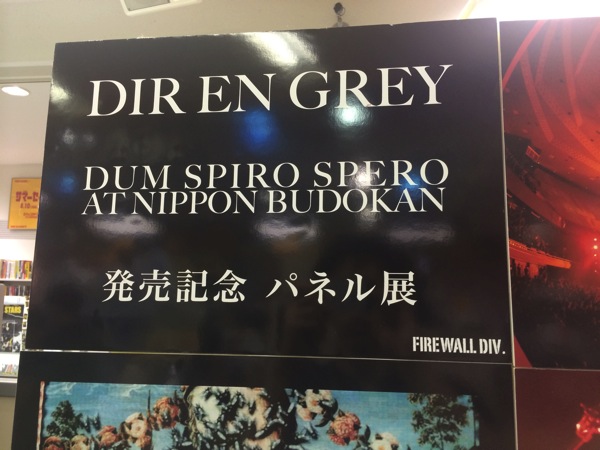 DIR EN GREY
DUM SPIRO SPERO
AT NIPPON BUDOKAN
発売記念 パネル展
FIREWALL DIV.
STARS